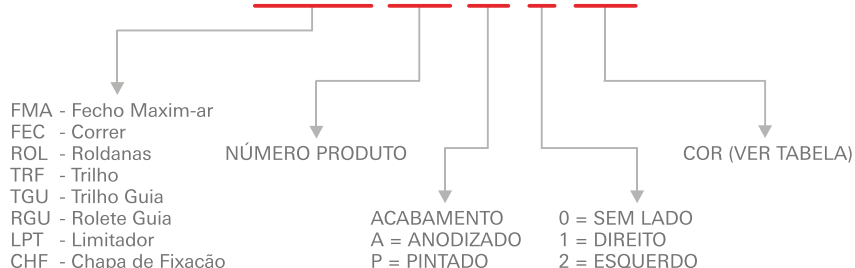 FMA - Fecho Maxim-ar
FEC - Correr
ROL - Roldanas
TRF - Trilho
TGU - Trilho Guia
RGU - Rolete Guia
LPT - Limitador
CHF - Chapa de Fixação
NÚMERO PRODUTO
ACABAMENTO
A = ANODIZADO
P = PINTADO
0 = SEM LADO
1 = DIREITO
2 = ESQUERDO
COR (VER TABELA)